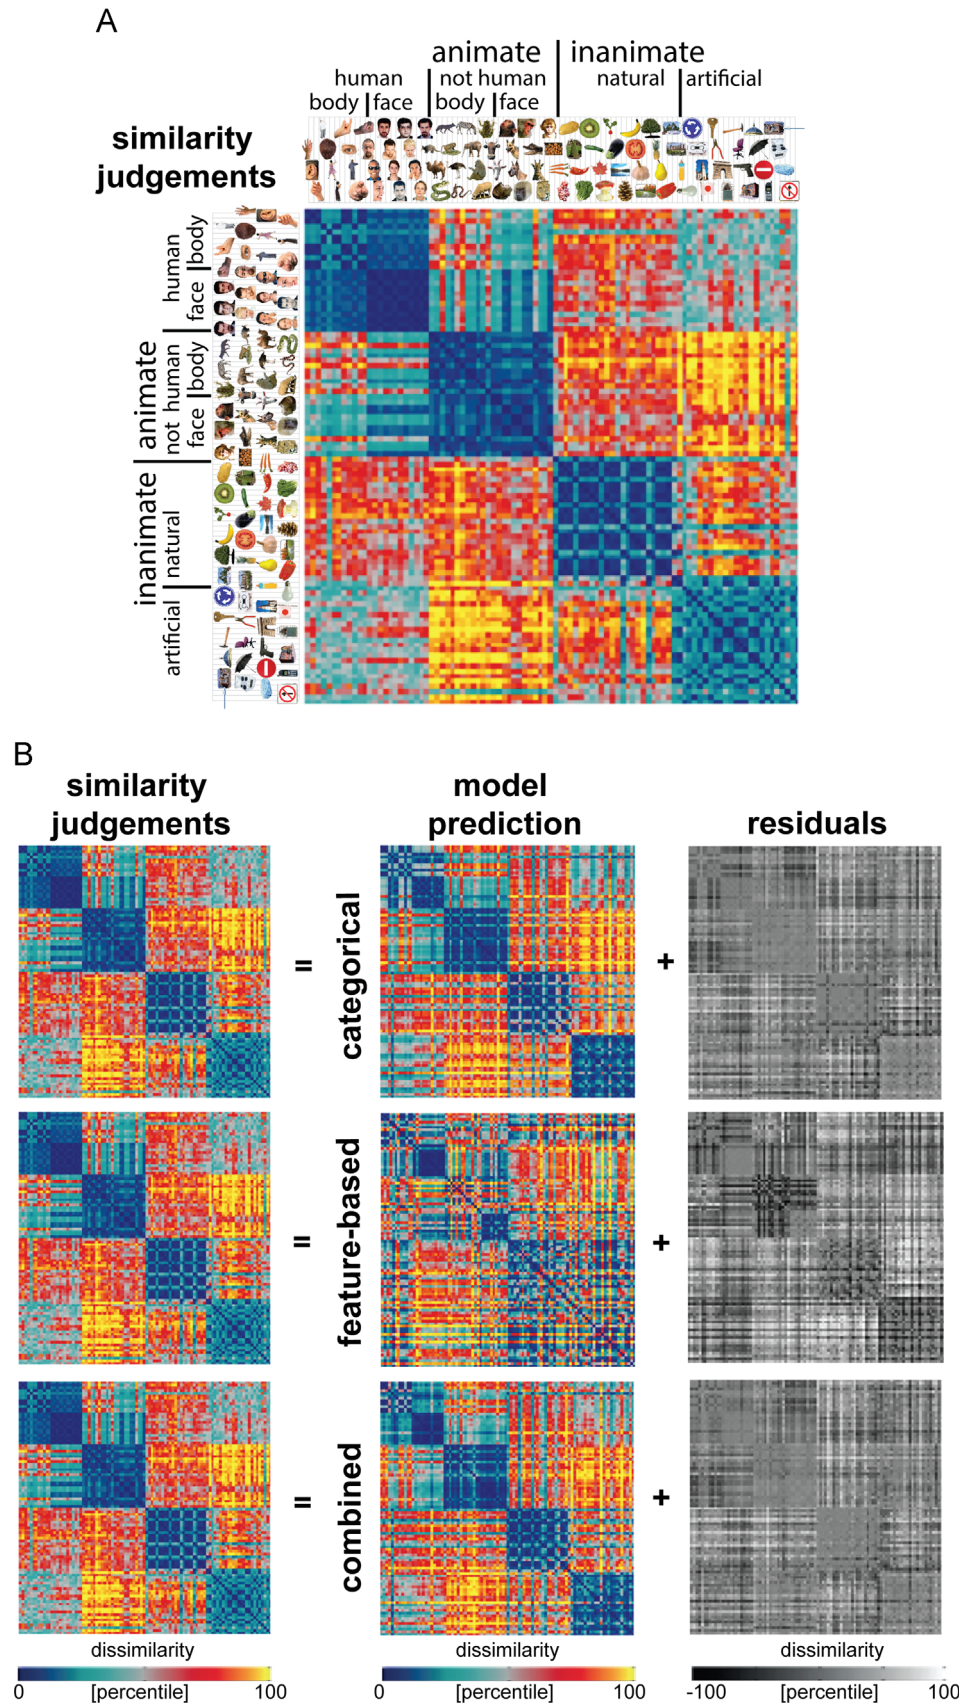 A
animate | inanimate
human | not human | natural | artificial
body | face | body | face
similarity
judgements
human
body
face
animate
not human
body
face
inanimate
natural
artificial
B
similarity
judgements
model
prediction
residuals
=
categorical
+
=
feature-based
+
=
combined
+
dissimilarity
dissimilarity
dissimilarity
0 [percentile] 100
0 [percentile] 100
-100 [percentile] 100